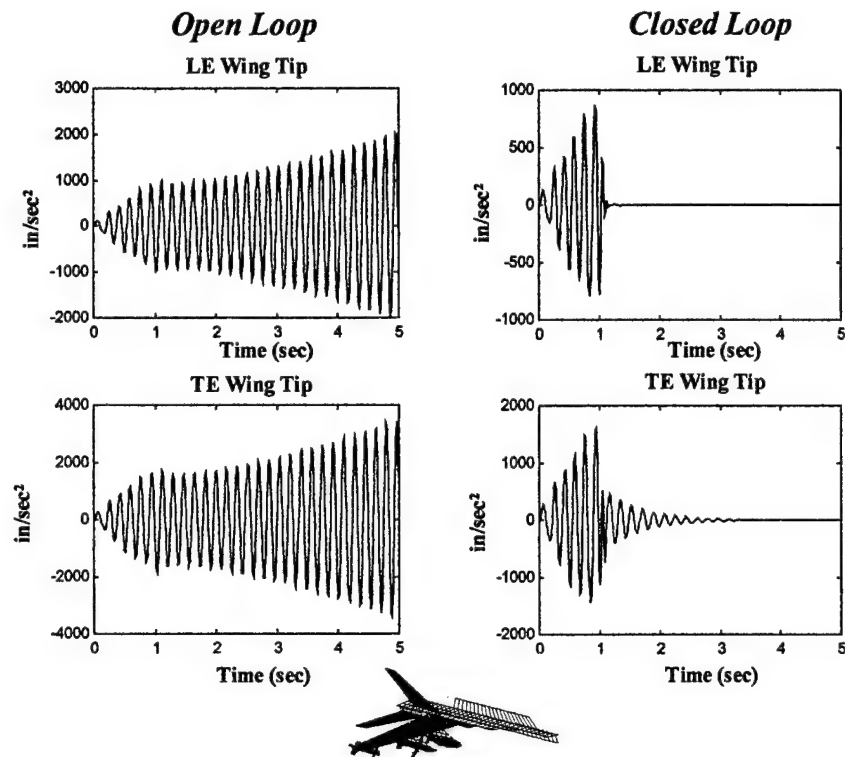 Open Loop
Closed Loop
LE Wing Tip
3000
2000
1000
0
-1000
-2000
in/sec²
0 1 2 3 4 5
Time (sec)
LE Wing Tip
1000
500
0
-500
-1000
in/sec²
0 1 2 3 4 5
Time (sec)
TE Wing Tip
4000
2000
0
-2000
-4000
in/sec²
0 1 2 3 4 5
Time (sec)
TE Wing Tip
2000
1000
0
-1000
-2000
in/sec²
0 1 2 3 4 5
Time (sec)